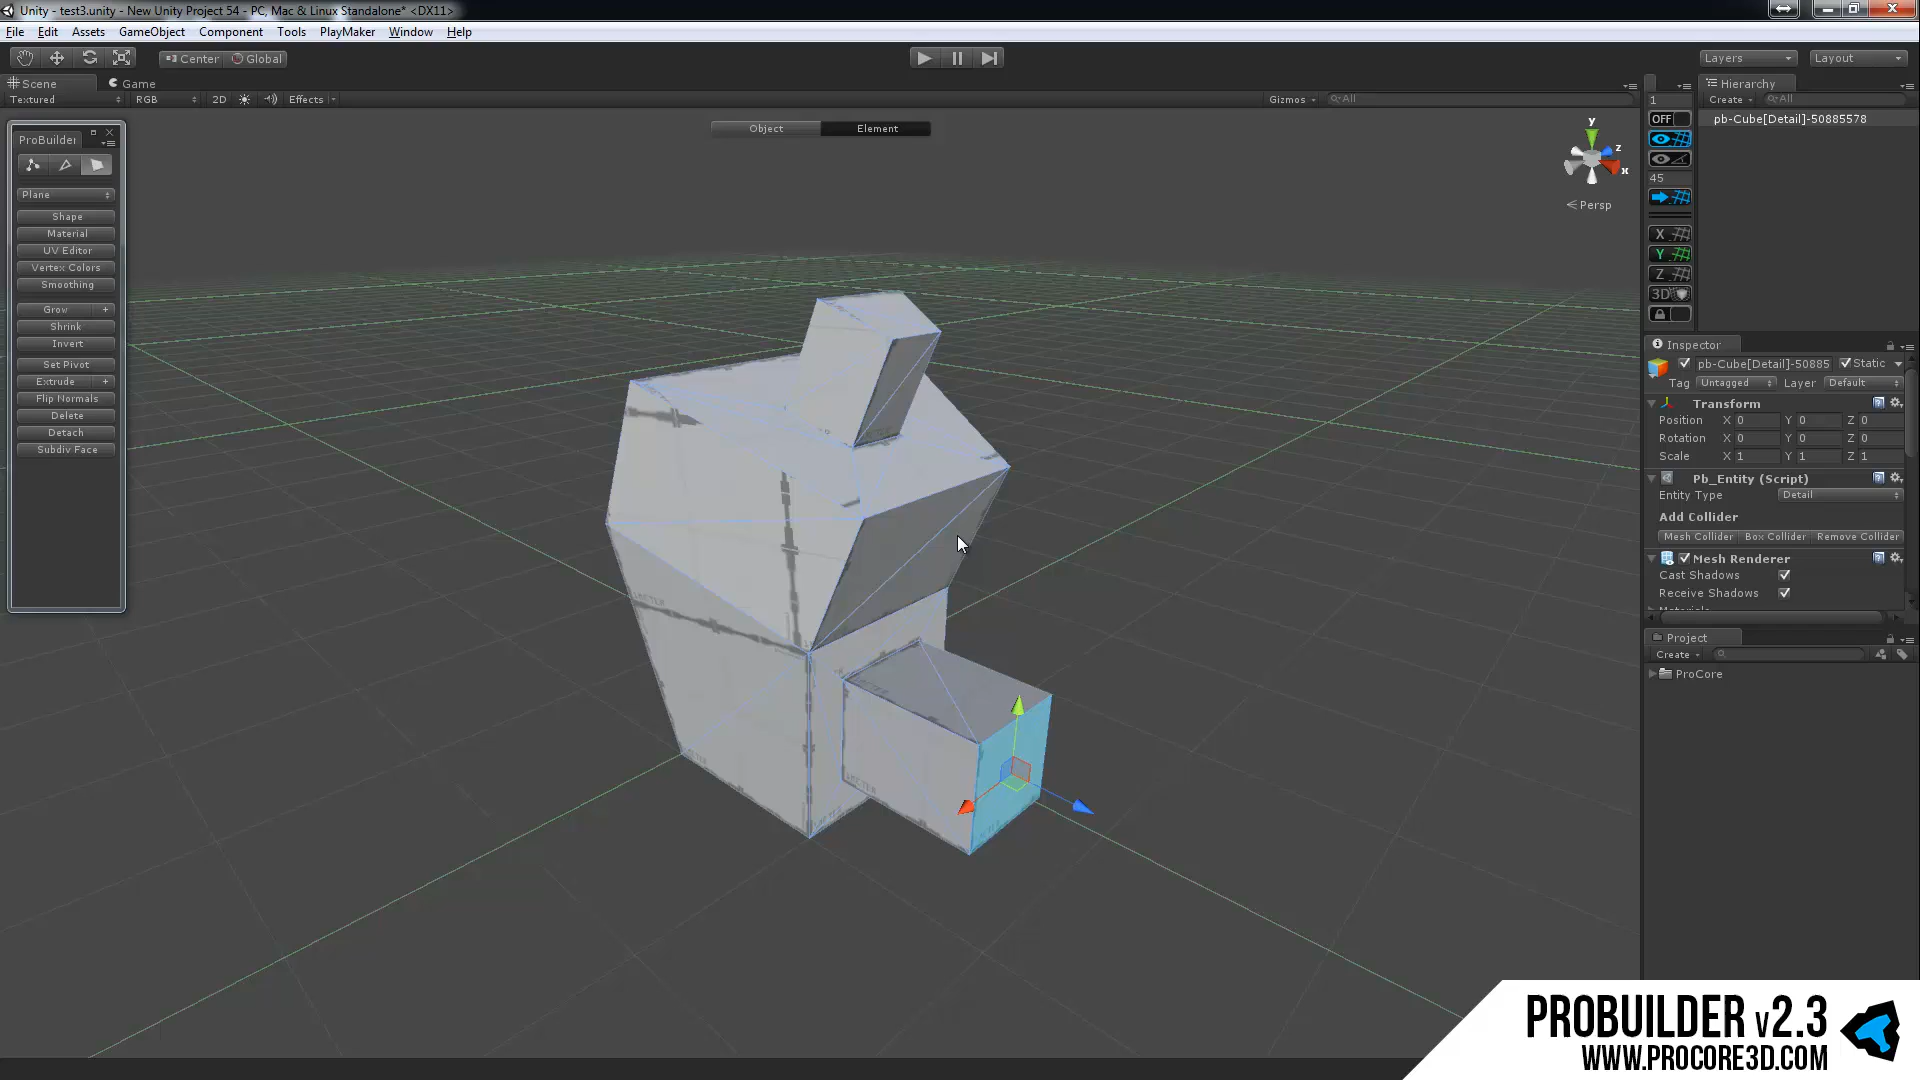 Unity - test3.unity - New Unity Project 54 - PC, Mac & Linux Standalone* <DX11>
File Edit Assets GameObject Component Tools PlayMaker Window Help
Center Global
Layers Layout
Scene Game
Textured RGB 2D Effects
Gizmos All
Object Element
y
z
x
Persp
ProBuilder
Plane
Shape
Material
UV Editor
Vertex Colors
Smoothing
Grow +
Shrink
Invert
Set Pivot
Extrude +
Flip Normals
Delete
Detach
Subdiv Face
1
OFF
45
X
Y
Z
3D
Hierarchy
Create All
pb-Cube[Detail]-50885578
Inspector
pb-Cube[Detail]-50885 Static
Tag Untagged Layer Default
Transform
Position X 0 Y 0 Z 0
Rotation X 0 Y 0 Z 0
Scale X 1 Y 1 Z 1
Pb_Entity (Script)
Entity Type Detail
Add Collider
Mesh Collider Box Collider Remove Collider
Mesh Renderer
Cast Shadows
Receive Shadows
Materials
Project
Create
ProCore
PROBUILDER v2.3
WWW.PROCORE3D.COM